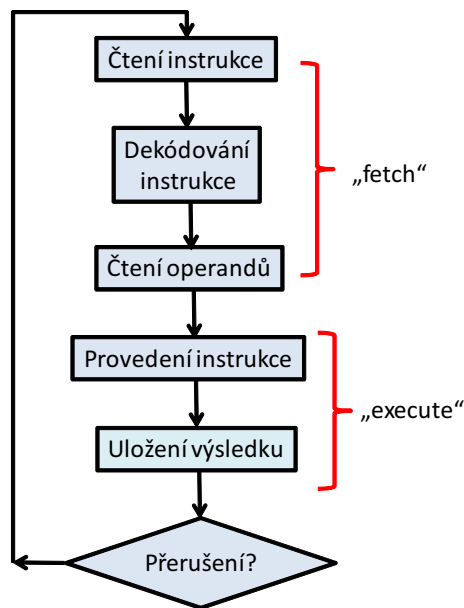 Čtení instrukce
Dekódování
instrukce
„fetch“
Čtení operandů
Provedení instrukce
„execute“
Uložení výsledku
Přerušení?